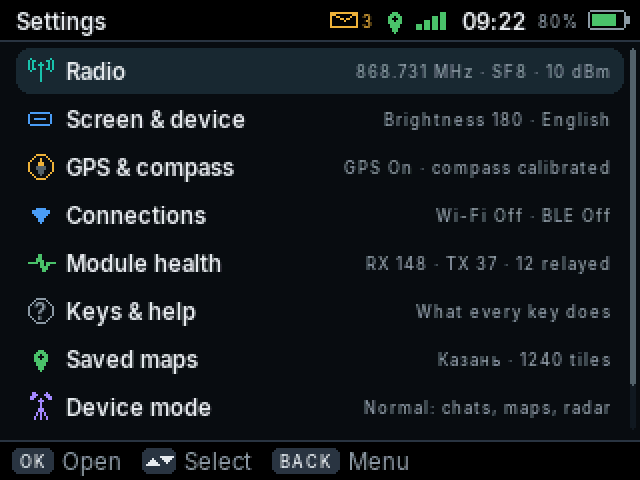 Settings 3 09:22 80%
Radio 868.731 MHz · SF8 · 10 dBm
Screen & device Brightness 180 · English
GPS & compass GPS On · compass calibrated
Connections Wi-Fi Off · BLE Off
Module health RX 148 · TX 37 · 12 relayed
Keys & help What every key does
Saved maps Казань · 1240 tiles
Device mode Normal: chats, maps, radar
OK Open Select BACK Menu